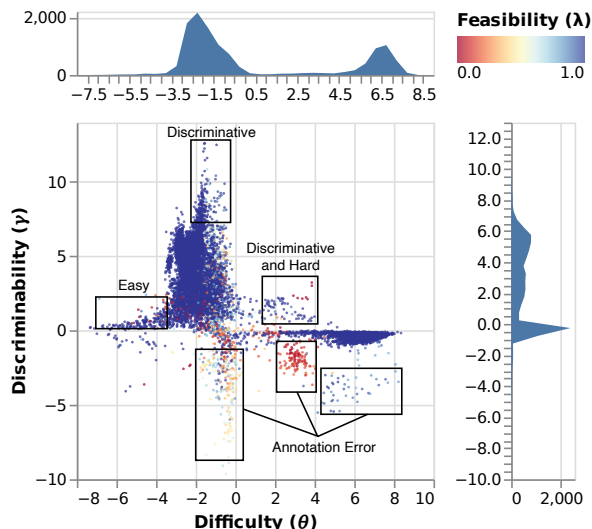 2,000
0
−7.5 −5.5 −3.5 −1.5 0.5 2.5 4.5 6.5 8.5
Feasibility (λ)
0.0 1.0
Discriminative
Discriminative
and Hard
Easy
Annotation Error
10
5
0
−5
−10
Discriminability (γ)
−8 −6 −4 −2 0 2 4 6 8 10
Difficulty (θ)
12.0
10.0
8.0
6.0
4.0
2.0
0.0
−2.0
−4.0
−6.0
−8.0
−10.0
0 2,000